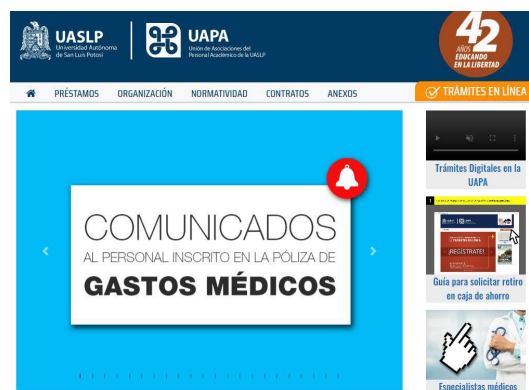 UASLP
Universidad Autónoma
de San Luis Potosí
UAPA
Unión de Asociaciones del
Personal Académico de la UASLP
42
AÑOS
EDUCANDO
EN LA LIBERTAD
PRÉSTAMOS
ORGANIZACIÓN
NORMATIVIDAD
CONTRATOS
ANEXOS
TRÁMITES EN LÍNEA
COMUNICADOS
AL PERSONAL INSCRITO EN LA PÓLIZA DE
GASTOS MÉDICOS
Trámites Digitales en la
UAPA
1
¡REGÍSTRATE!
Guía para solicitar retiro
en caja de ahorro
Especialistas médicos